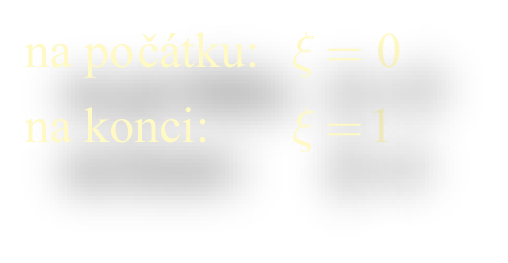 na počátku: ξ = 0
na konci: ξ = 1